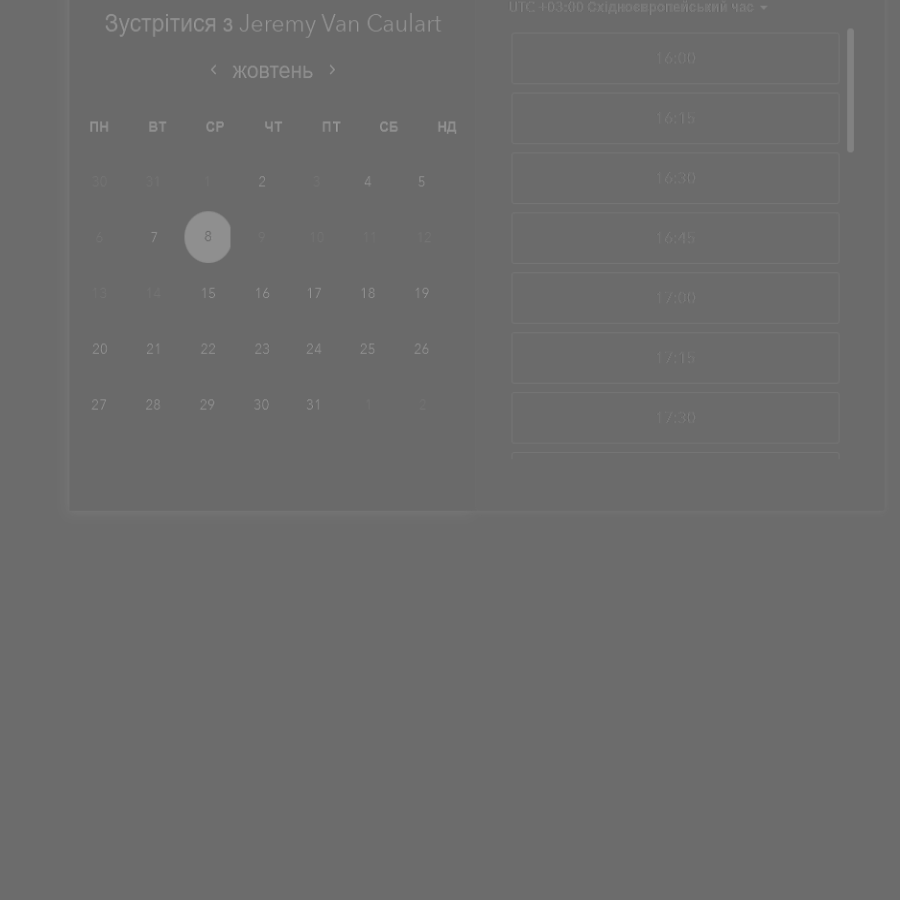 Зустрітися з Jeremy Van Caulart
жовтень
ПН ВТ СР ЧТ ПТ СБ НД
30 31 1 2 3 4 5
6 7 8 9 10 11 12
13 14 15 16 17 18 19
20 21 22 23 24 25 26
27 28 29 30 31 1 2
UTC +03:00 Східноєвропейський час
16:00
16:15
16:30
16:45
17:00
17:15
17:30